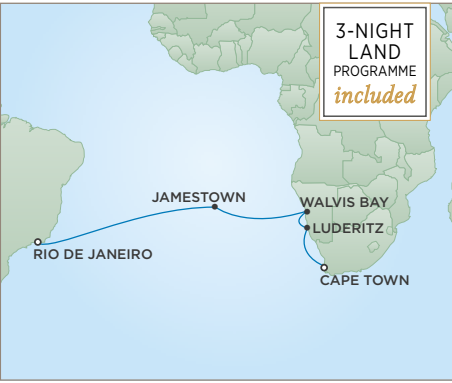 3-NIGHT
LAND
PROGRAMME
included
JAMESTOWN
WALVIS BAY
LUDERITZ
RIO DE JANEIRO
CAPE TOWN